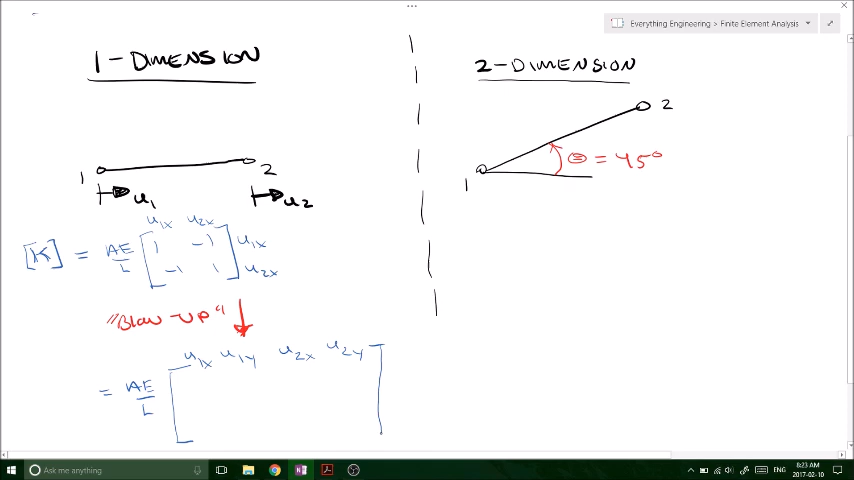 Everything Engineering > Finite Element Analysis
1-DIMENSION
2-DIMENSION
2
1
Θ = 45°
1
2
u1
u2
u1x u2x
[K] = AE/L [1 -1 u1x
-1 1] u2x
"BLOW-UP"
u1x u1y u2x u2y
= AE/L [ ]
Ask me anything
ENG
8:23 AM
2017-02-10